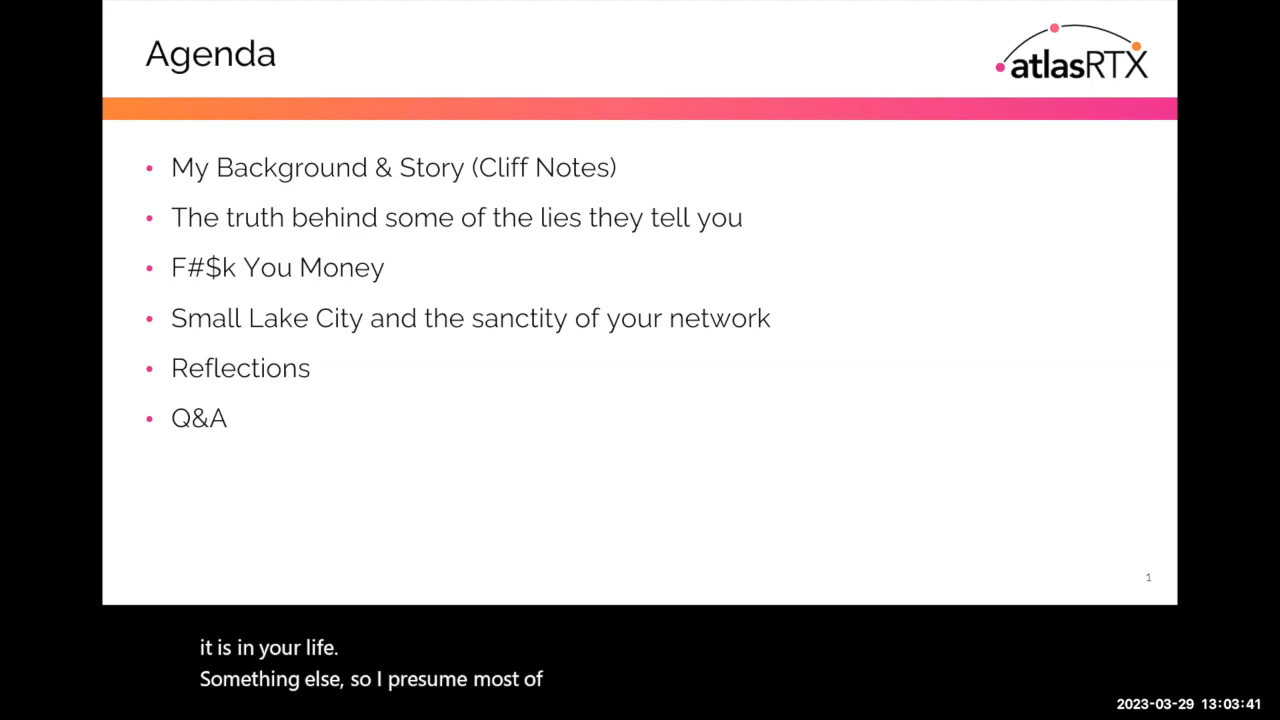 Agenda
atlasRTX
• My Background & Story (Cliff Notes)
• The truth behind some of the lies they tell you
• F#$k You Money
• Small Lake City and the sanctity of your network
• Reflections
• Q&A
1
it is in your life.
Something else, so I presume most of
2023-03-29 13:03:41